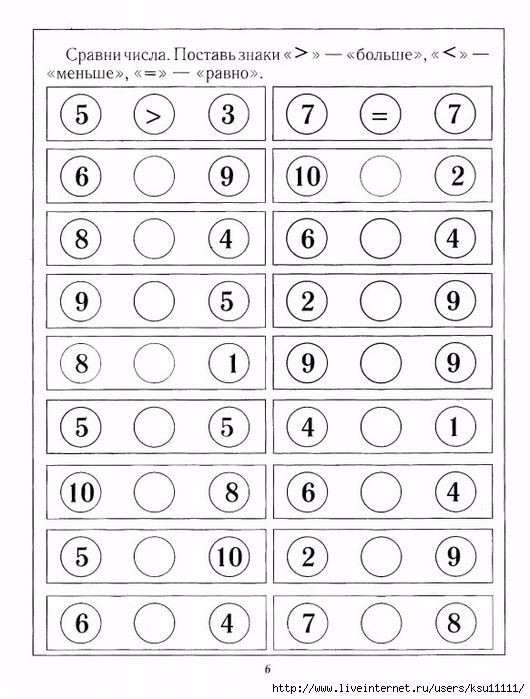 Сравни числа. Поставь знаки «>» — «больше», «<» —
«меньше», «=» — «равно».
5 > 3 7 = 7
6 9 10 2
8 4 6 4
9 5 2 9
8 1 9 9
5 5 4 1
10 8 6 4
5 10 2 9
6 4 7 8
6
http://www.liveinternet.ru/users/ksu11111/